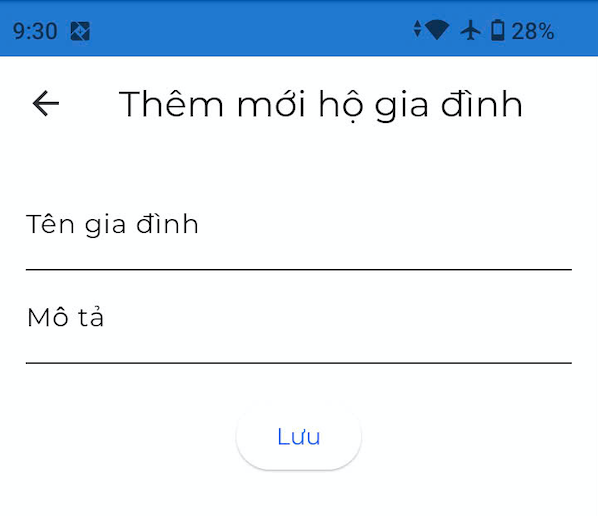 9:30 28%
Thêm mới hộ gia đình
Tên gia đình
Mô tả
Lưu